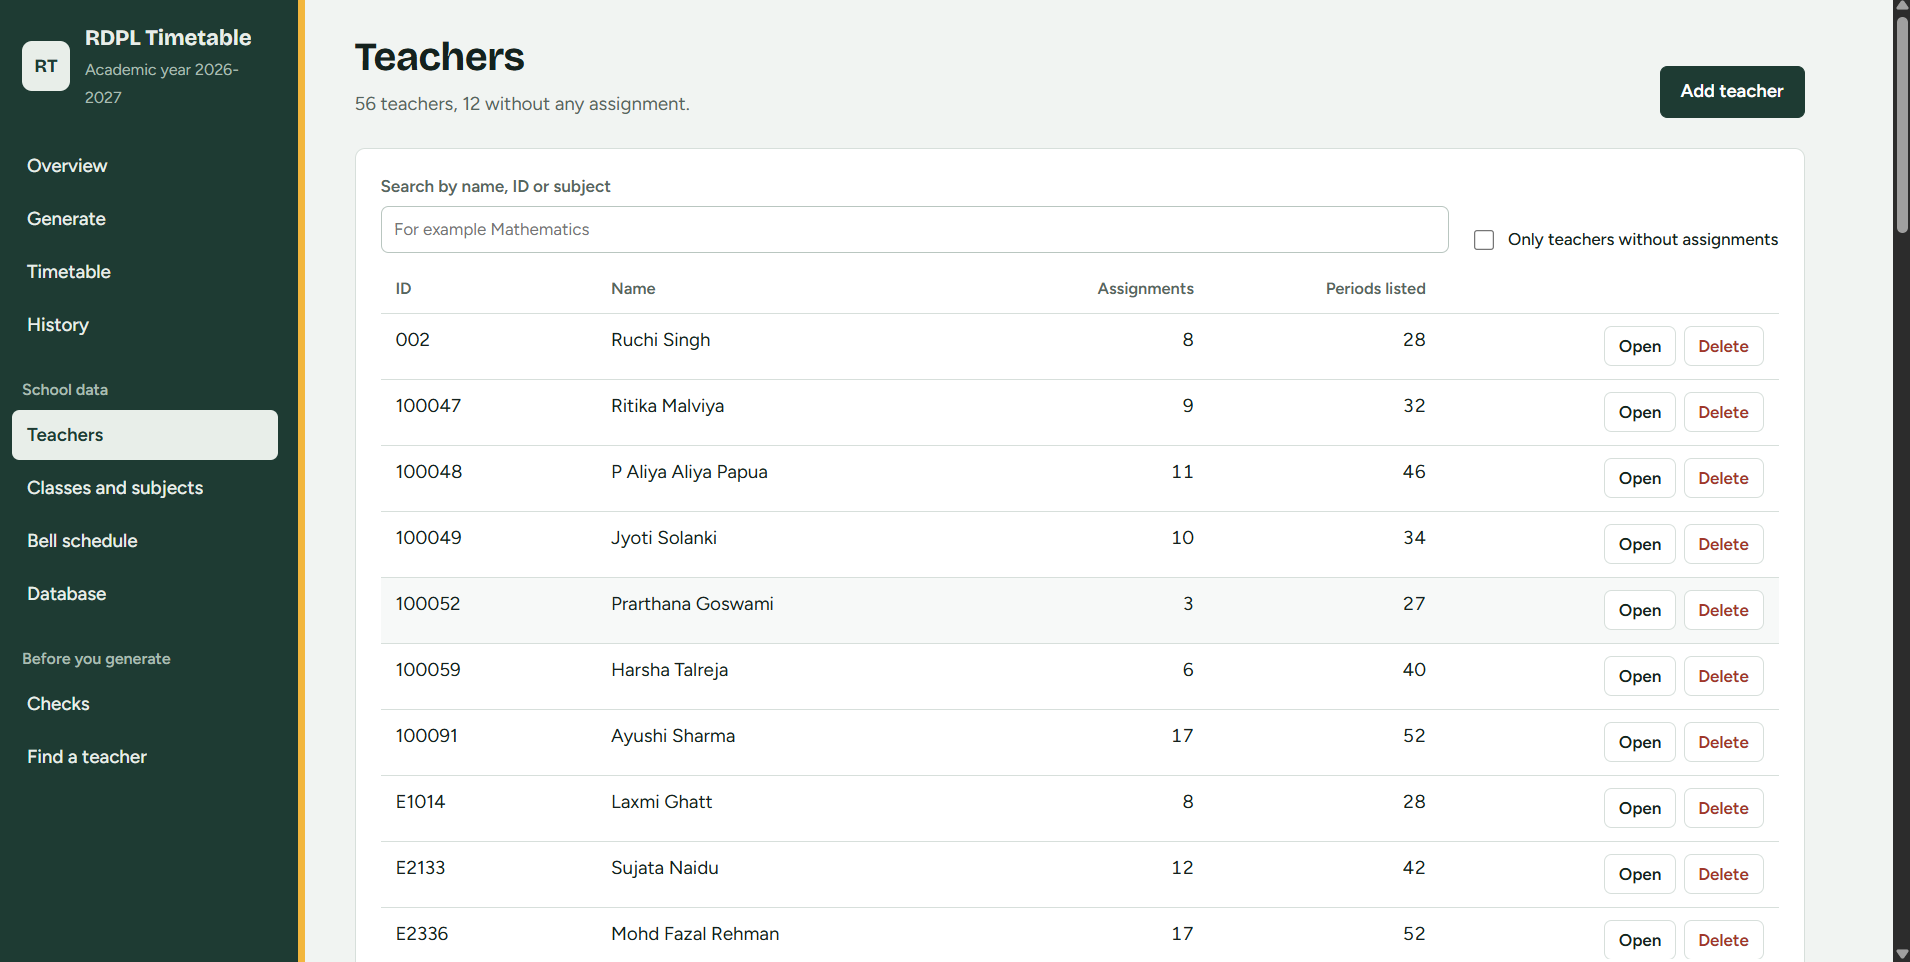 RT
RDPL Timetable
Academic year 2026-
2027
Overview
Generate
Timetable
History
School data
Teachers
Classes and subjects
Bell schedule
Database
Before you generate
Checks
Find a teacher
Teachers
56 teachers, 12 without any assignment.
Add teacher
Search by name, ID or subject
For example Mathematics
Only teachers without assignments
ID Name Assignments Periods listed
002 Ruchi Singh 8 28 Open Delete
100047 Ritika Malviya 9 32 Open Delete
100048 P Aliya Aliya Papua 11 46 Open Delete
100049 Jyoti Solanki 10 34 Open Delete
100052 Prarthana Goswami 3 27 Open Delete
100059 Harsha Talreja 6 40 Open Delete
100091 Ayushi Sharma 17 52 Open Delete
E1014 Laxmi Ghatt 8 28 Open Delete
E2133 Sujata Naidu 12 42 Open Delete
E2336 Mohd Fazal Rehman 17 52 Open Delete